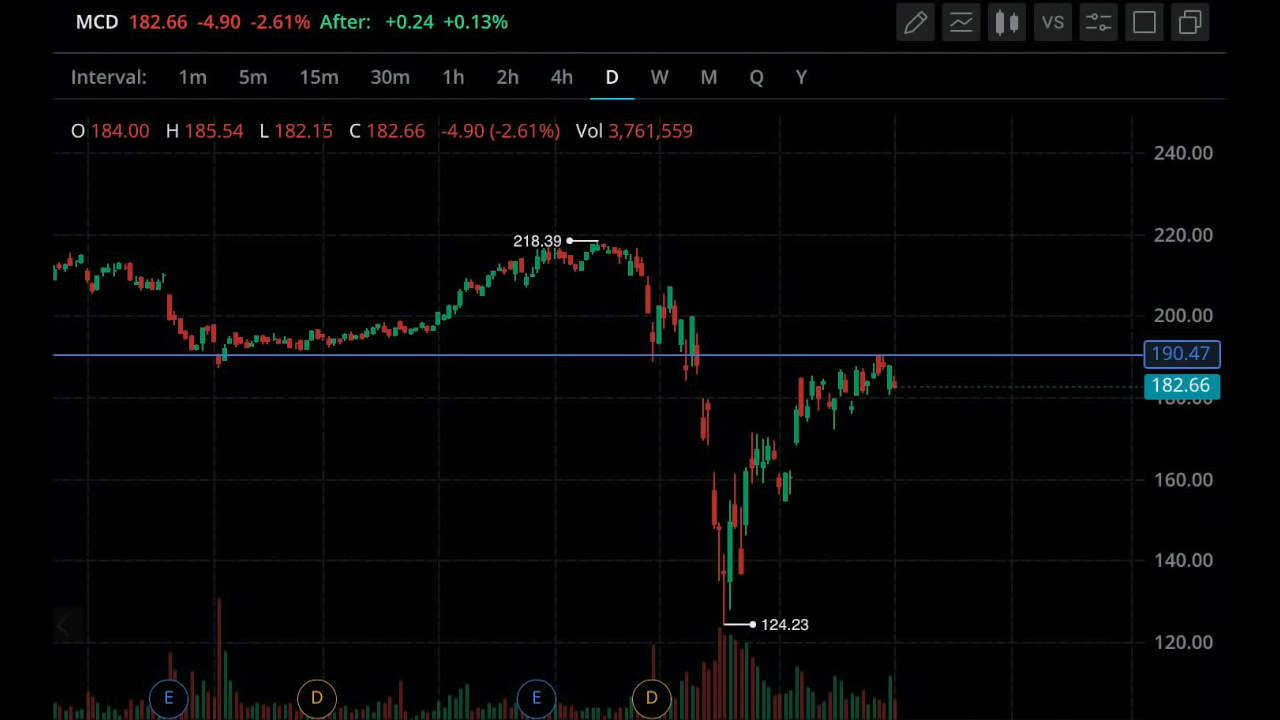 MCD 182.66 -4.90 -2.61% After: +0.24 +0.13%
VS
Interval: 1m 5m 15m 30m 1h 2h 4h D W M Q Y
O 184.00 H 185.54 L 182.15 C 182.66 -4.90 (-2.61%) Vol 3,761,559
240.00
218.39
220.00
200.00
190.47
182.66
180.00
160.00
140.00
124.23
120.00
E D E D